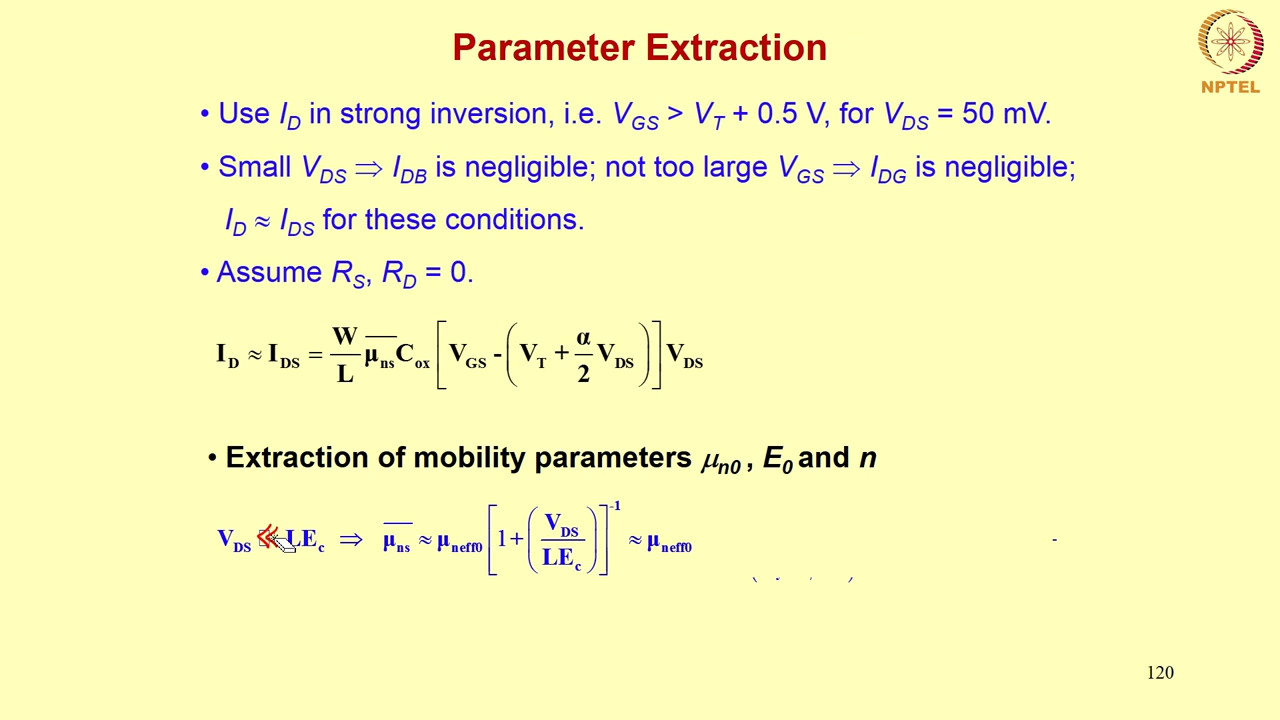 Parameter Extraction
NPTEL
• Use I_D in strong inversion, i.e. V_GS > V_T + 0.5 V, for V_DS = 50 mV.
• Small V_DS ⇒ I_DB is negligible; not too large V_GS ⇒ I_DG is negligible;
I_D ≈ I_DS for these conditions.
• Assume R_S, R_D = 0.
I_D ≈ I_DS = W/L μ̅_ns C_ox [V_GS - (V_T + α/2 V_DS)] V_DS
• Extraction of mobility parameters μ_n0 , E_0 and n
V_DS ≪ LE_c ⇒ μ̅_ns ≈ μ_neff0 [1+(V_DS/LE_c)]^-1 ≈ μ_neff0
120